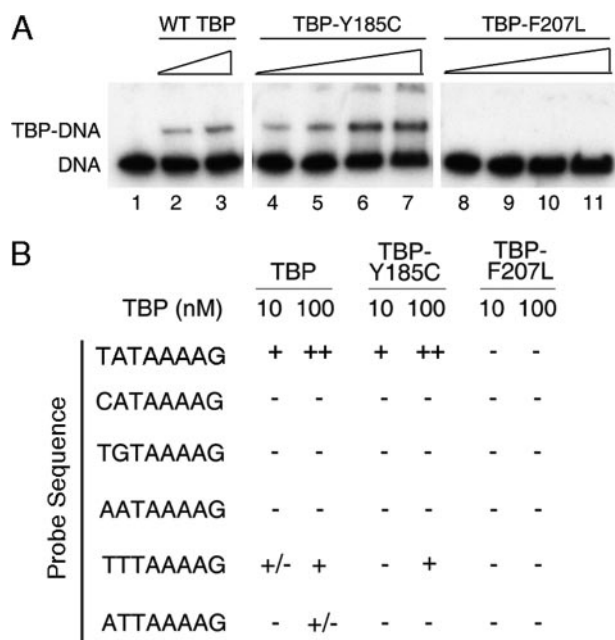 A
WT TBP TBP-Y185C TBP-F207L
TBP-DNA
DNA
1 2 3 4 5 6 7 8 9 10 11
B
TBP TBP-Y185C TBP-F207L
TBP (nM) 10 100 10 100 10 100
Probe Sequence
TATAAAAG + ++ + ++ - -
CATAAAAG - - - - - -
TGTAAAAG - - - - - -
AATAAAAG - - - - - -
TTTAAAAG +/- + - + - -
ATTAAAAG - +/- - - - -